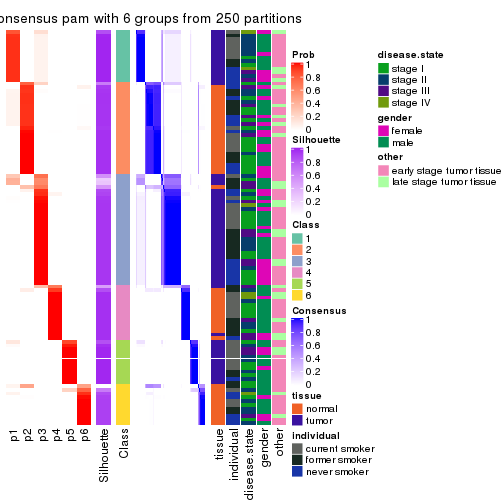 onsensus pam with 6 groups from 250 partitions
p1
p2
p3
p4
p5
p6
Silhouette
Class
tissue
individual
disease.state
gender
other
Prob
1
0.8
0.6
0.4
0.2
0
Silhouette
1
0.8
0.6
0.4
0.2
0
Class
1
2
3
4
5
6
Consensus
1
0.8
0.6
0.4
0.2
0
tissue
normal
tumor
individual
current smoker
former smoker
never smoker
disease.state
stage I
stage II
stage III
stage IV
gender
female
male
other
early stage tumor tissue
late stage tumor tissue